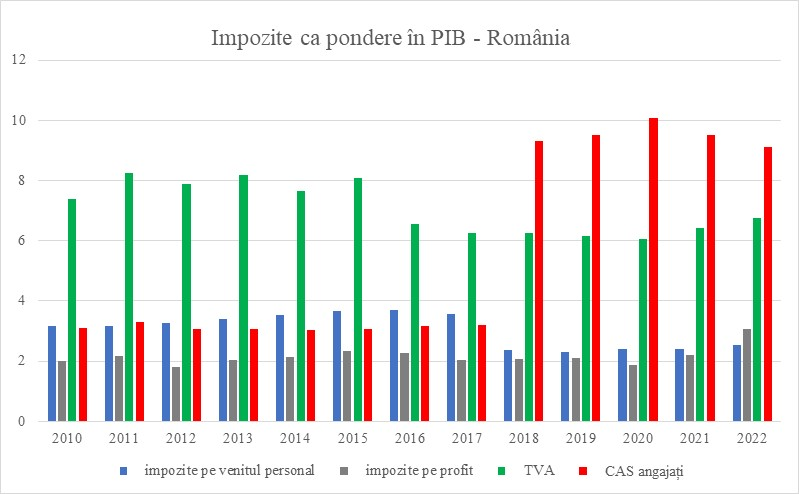 Impozite ca pondere în PIB - România
12
10
8
6
4
2
0
2010 2011 2012 2013 2014 2015 2016 2017 2018 2019 2020 2021 2022
impozite pe venitul personal impozite pe profit TVA CAS angajați